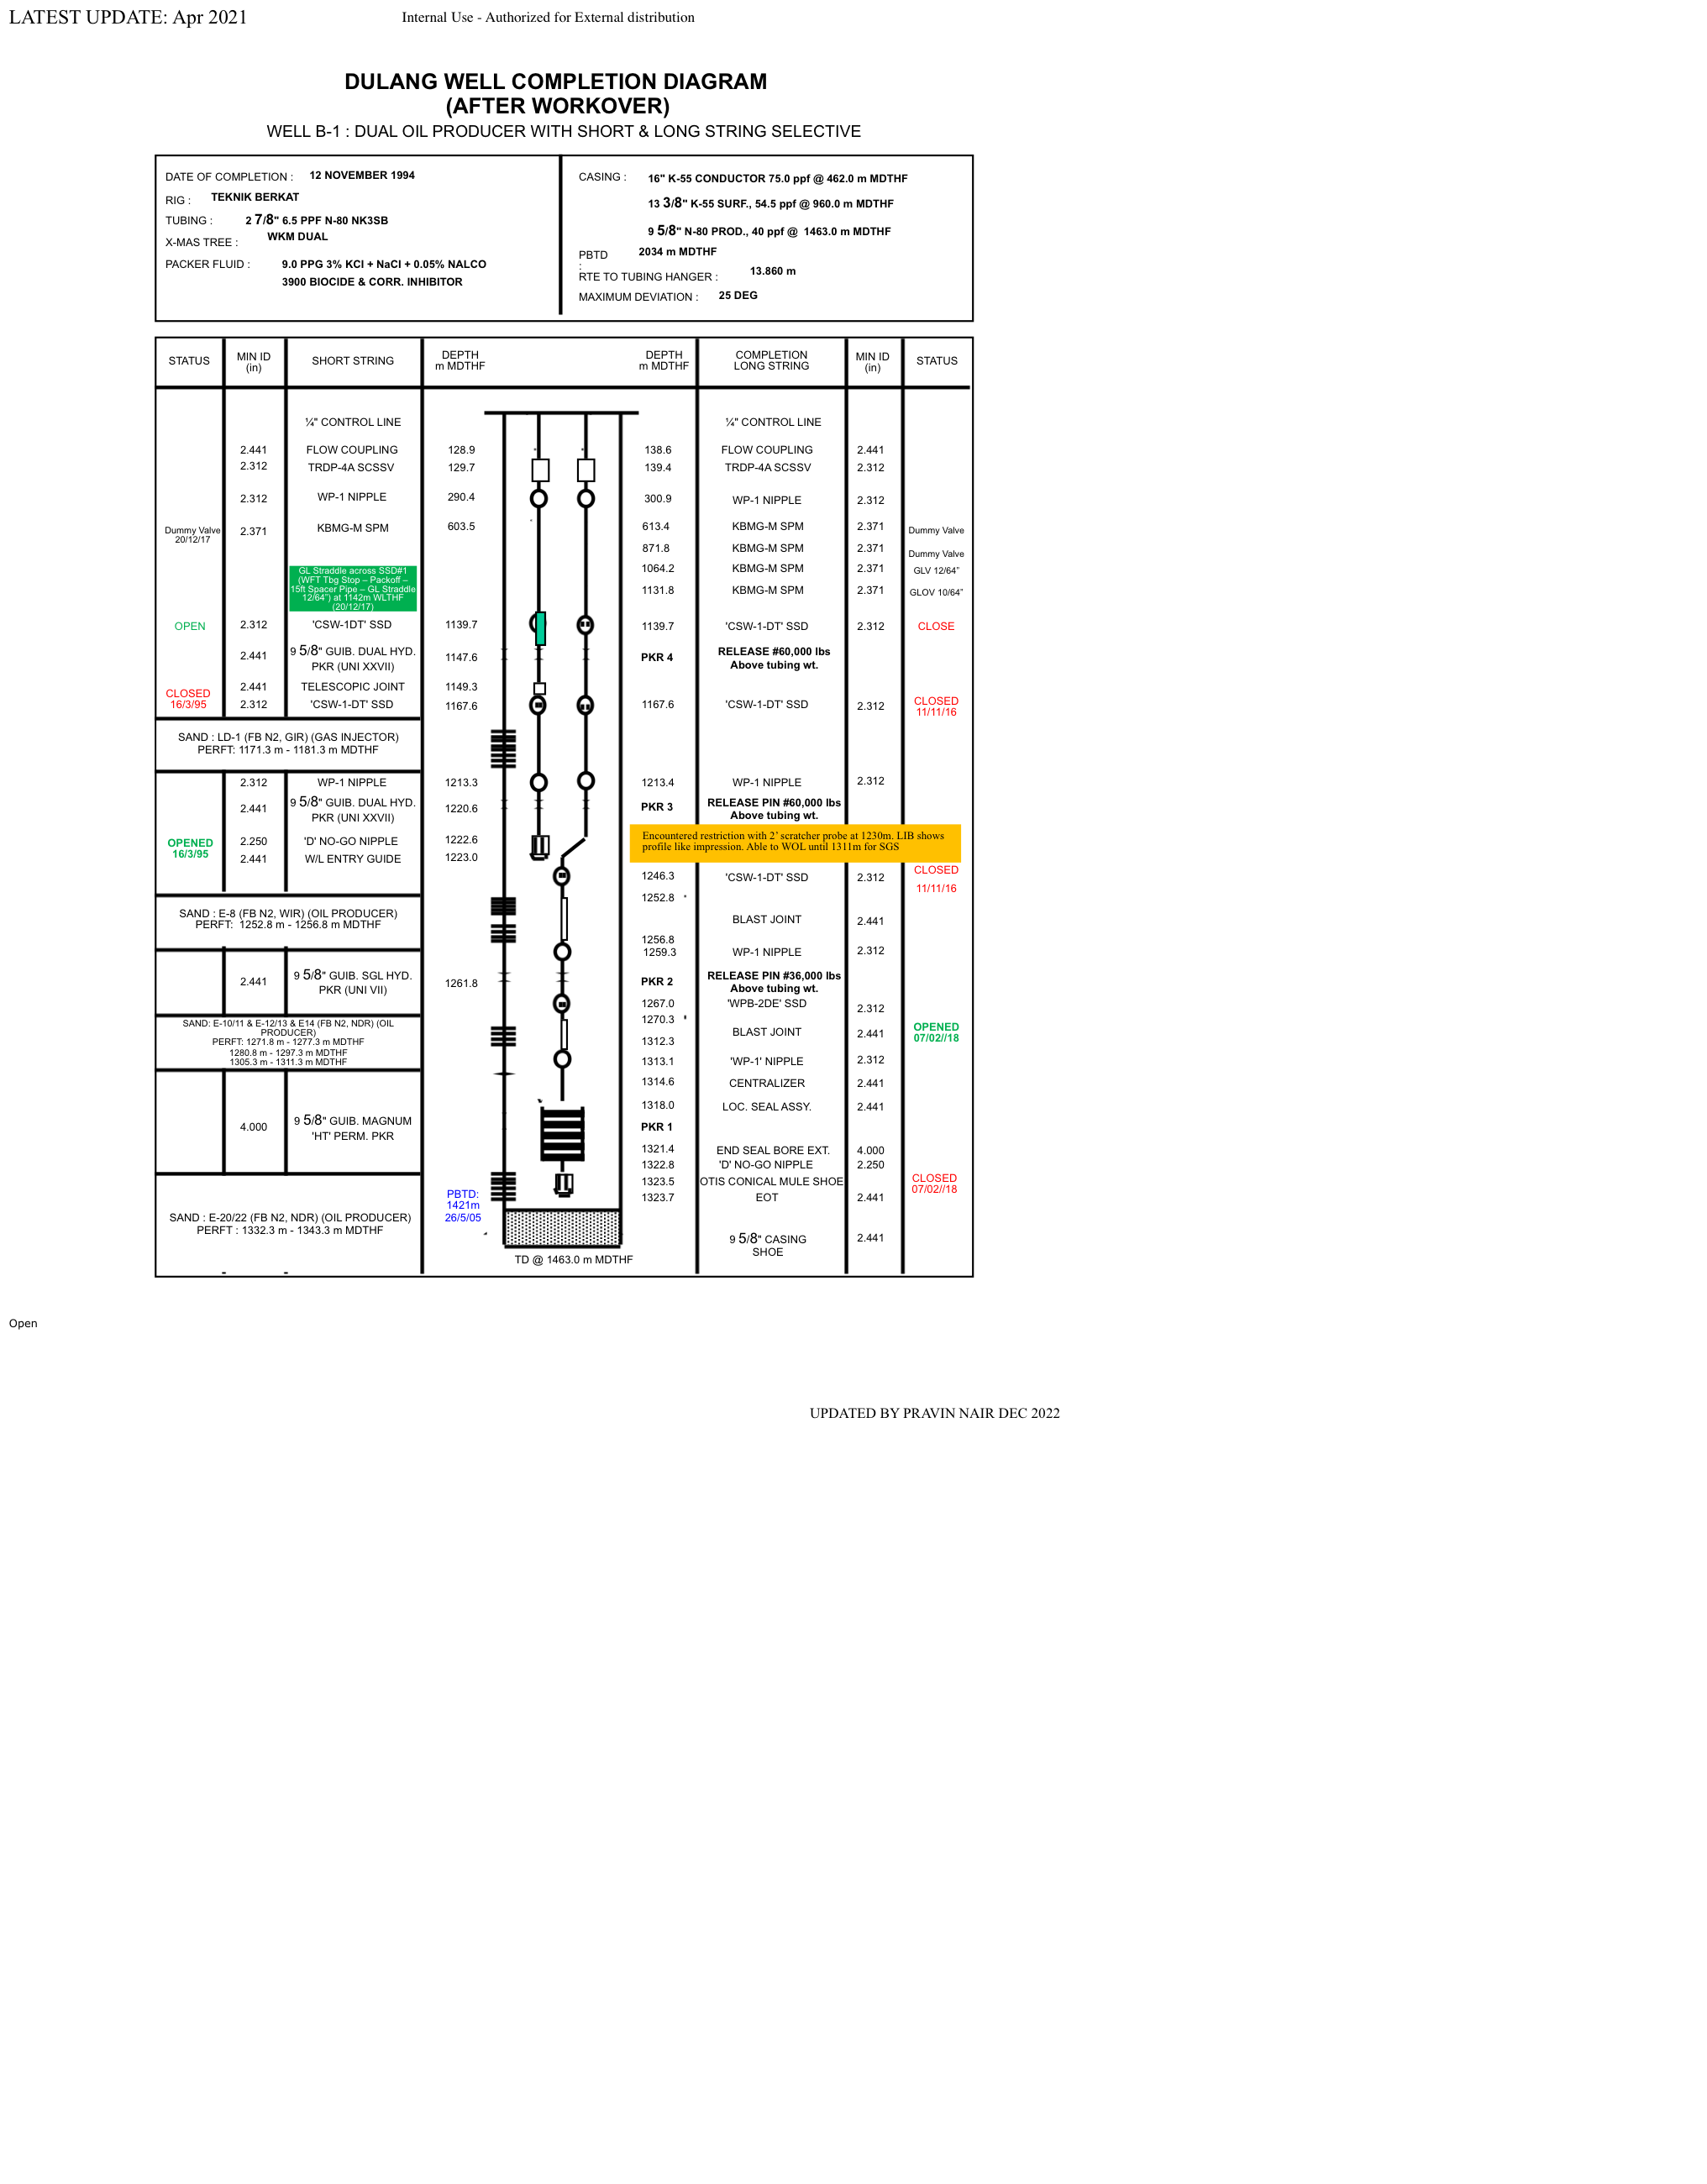 LATEST UPDATE: Apr 2021
Internal Use - Authorized for External distribution
DULANG WELL COMPLETION DIAGRAM
(AFTER WORKOVER)
WELL B-1 : DUAL OIL PRODUCER WITH SHORT & LONG STRING SELECTIVE
DATE OF COMPLETION : 12 NOVEMBER 1994
RIG : TEKNIK BERKAT
TUBING : 2 7/8" 6.5 PPF N-80 NK3SB
X-MAS TREE : WKM DUAL
PACKER FLUID : 9.0 PPG 3% KCl + NaCl + 0.05% NALCO
3900 BIOCIDE & CORR. INHIBITOR
CASING : 16" K-55 CONDUCTOR 75.0 ppf @ 462.0 m MDTHF
13 3/8" K-55 SURF., 54.5 ppf @ 960.0 m MDTHF
9 5/8" N-80 PROD., 40 ppf @ 1463.0 m MDTHF
PBTD : 2034 m MDTHF
RTE TO TUBING HANGER : 13.860 m
MAXIMUM DEVIATION : 25 DEG
STATUS MIN ID (in) SHORT STRING DEPTH m MDTHF DEPTH m MDTHF COMPLETION LONG STRING MIN ID (in) STATUS
¼" CONTROL LINE ¼" CONTROL LINE
2.441 FLOW COUPLING 128.9 138.6 FLOW COUPLING 2.441
2.312 TRDP-4A SCSSV 129.7 139.4 TRDP-4A SCSSV 2.312
2.312 WP-1 NIPPLE 290.4 300.9 WP-1 NIPPLE 2.312
Dummy Valve 20/12/17 2.371 KBMG-M SPM 603.5 613.4 KBMG-M SPM 2.371 Dummy Valve
871.8 KBMG-M SPM 2.371 Dummy Valve
1064.2 KBMG-M SPM 2.371 GLV 12/64"
1131.8 KBMG-M SPM 2.371 GLOV 10/64"
GL Straddle across SSD#1
(WFT Tbg Stop – Packoff –
15ft Spacer Pipe – GL Straddle
12/64") at 1142m WLTHF
(20/12/17)
OPEN 2.312 'CSW-1DT' SSD 1139.7 1139.7 'CSW-1-DT' SSD 2.312 CLOSE
2.441 9 5/8" GUIB. DUAL HYD. PKR (UNI XXVII) 1147.6 PKR 4 RELEASE #60,000 lbs Above tubing wt.
2.441 TELESCOPIC JOINT 1149.3
CLOSED 16/3/95 2.312 'CSW-1-DT' SSD 1167.6 1167.6 'CSW-1-DT' SSD 2.312 CLOSED 11/11/16
SAND : LD-1 (FB N2, GIR) (GAS INJECTOR)
PERFT: 1171.3 m - 1181.3 m MDTHF
2.312 WP-1 NIPPLE 1213.3 1213.4 WP-1 NIPPLE 2.312
2.441 9 5/8" GUIB. DUAL HYD. PKR (UNI XXVII) 1220.6 PKR 3 RELEASE PIN #60,000 lbs Above tubing wt.
Encountered restriction with 2' scratcher probe at 1230m. LIB shows
profile like impression. Able to WOL until 1311m for SGS
OPENED 16/3/95 2.250 'D' NO-GO NIPPLE 1222.6
2.441 W/L ENTRY GUIDE 1223.0
1246.3 'CSW-1-DT' SSD 2.312 CLOSED 11/11/16
1252.8
SAND : E-8 (FB N2, WIR) (OIL PRODUCER)
PERFT: 1252.8 m - 1256.8 m MDTHF
BLAST JOINT 2.441
1256.8
1259.3 WP-1 NIPPLE 2.312
2.441 9 5/8" GUIB. SGL HYD. PKR (UNI VII) 1261.8 PKR 2 RELEASE PIN #36,000 lbs Above tubing wt.
1267.0 'WPB-2DE' SSD 2.312
1270.3
SAND: E-10/11 & E-12/13 & E14 (FB N2, NDR) (OIL
PRODUCER)
PERFT: 1271.8 m - 1277.3 m MDTHF
1280.8 m - 1297.3 m MDTHF
1305.3 m - 1311.3 m MDTHF
BLAST JOINT 2.441 OPENED 07/02//18
1312.3
1313.1 'WP-1' NIPPLE 2.312
1314.6 CENTRALIZER 2.441
1318.0 LOC. SEAL ASSY. 2.441
4.000 9 5/8" GUIB. MAGNUM 'HT' PERM. PKR PKR 1
1321.4 END SEAL BORE EXT. 4.000
1322.8 'D' NO-GO NIPPLE 2.250
1323.5 OTIS CONICAL MULE SHOE CLOSED 07/02//18
1323.7 EOT 2.441
PBTD:
1421m
26/5/05
SAND : E-20/22 (FB N2, NDR) (OIL PRODUCER)
PERFT : 1332.3 m - 1343.3 m MDTHF
9 5/8" CASING SHOE 2.441
TD @ 1463.0 m MDTHF
Open
UPDATED BY PRAVIN NAIR DEC 2022